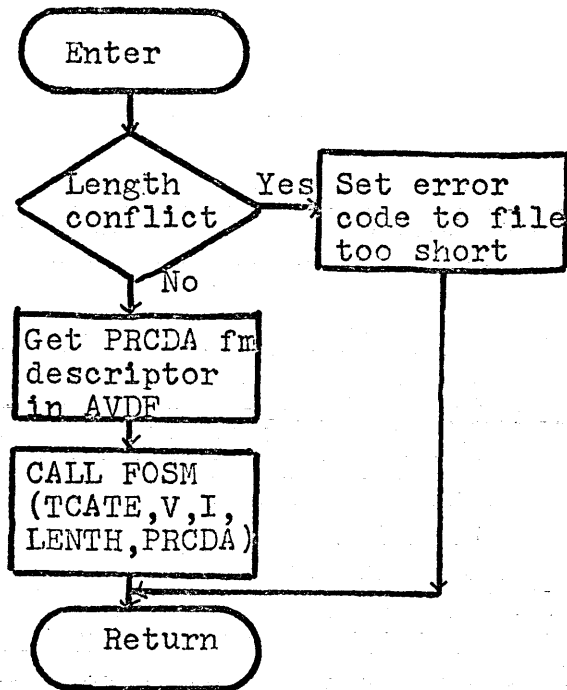 Enter
Length
conflict
Yes
Set error
code to file
too short
No
Get PRCDA fm
descriptor
in AVDF
CALL FOSM
(TCATE,V,I,
LENTH,PRCDA)
Return